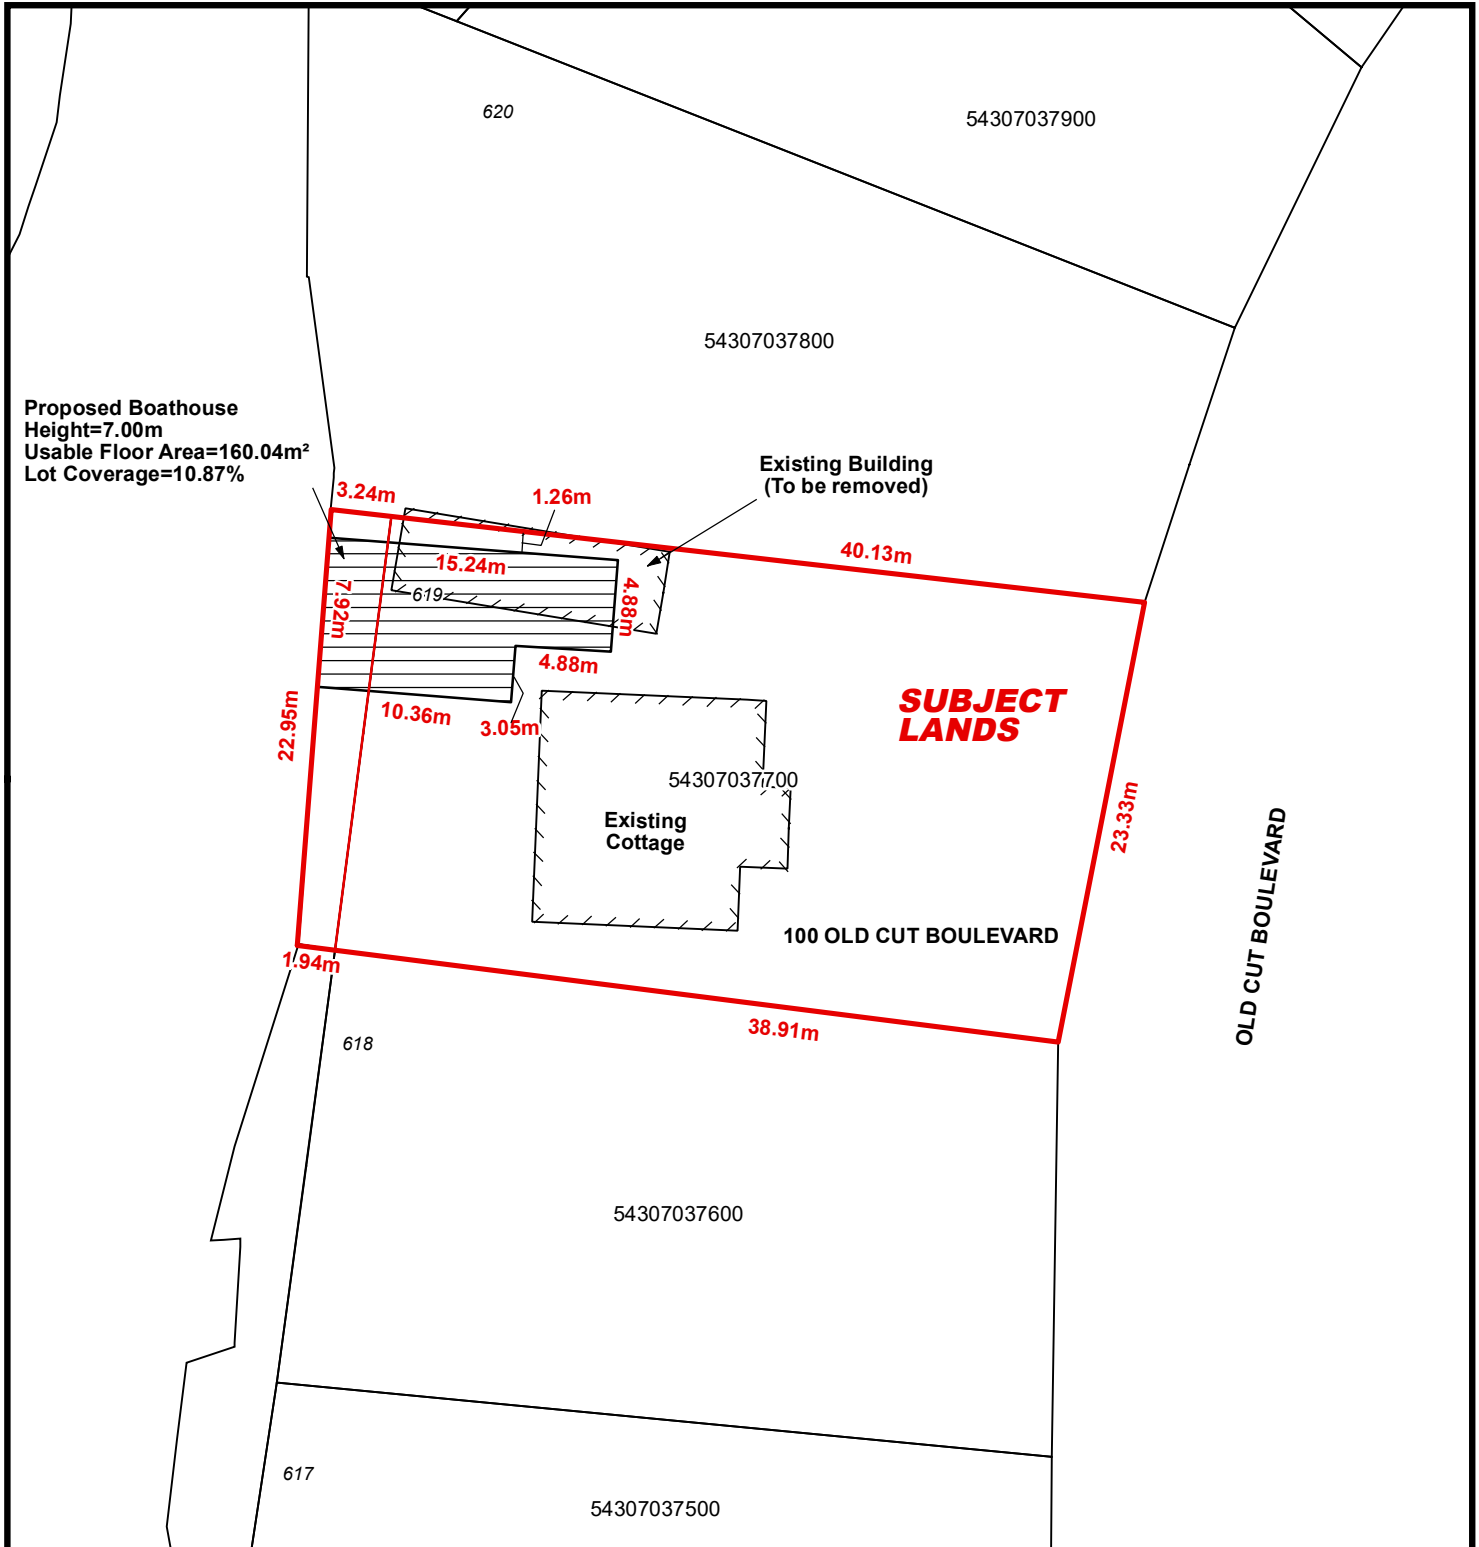 620
54307037900
54307037800
Proposed Boathouse
Height=7.00m
Usable Floor Area=160.04m²
Lot Coverage=10.87%
Existing Building
(To be removed)
3.24m
1.26m
40.13m
15.24m
7.92m
619
4.88m
4.88m
SUBJECT
LANDS
10.36m
3.05m
22.95m
54307037700
Existing
Cottage
23.33m
OLD CUT BOULEVARD
100 OLD CUT BOULEVARD
1.94m
38.91m
618
54307037600
617
54307037500